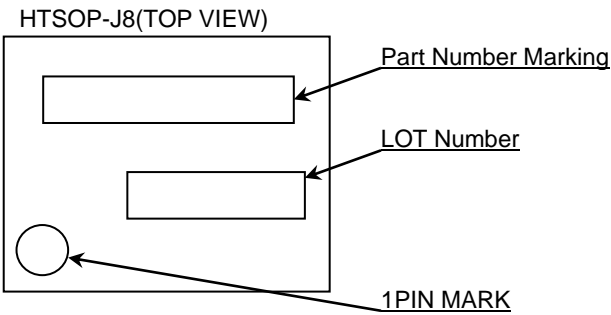 HTSOP-J8(TOP VIEW)
Part Number Marking
LOT Number
1PIN MARK